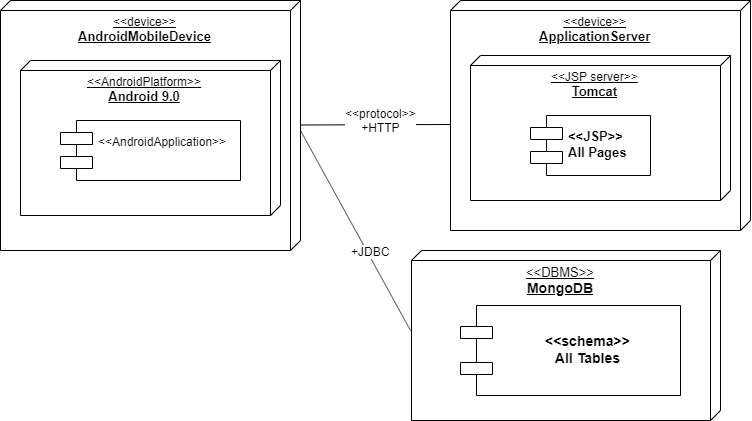 <<device>>
AndroidMobileDevice
<<AndroidPlatform>>
Android 9.0
<<AndroidApplication>>
<<protocol>>
+HTTP
<<device>>
ApplicationServer
<<JSP server>>
Tomcat
<<JSP>>
All Pages
+JDBC
<<DBMS>>
MongoDB
<<schema>>
All Tables